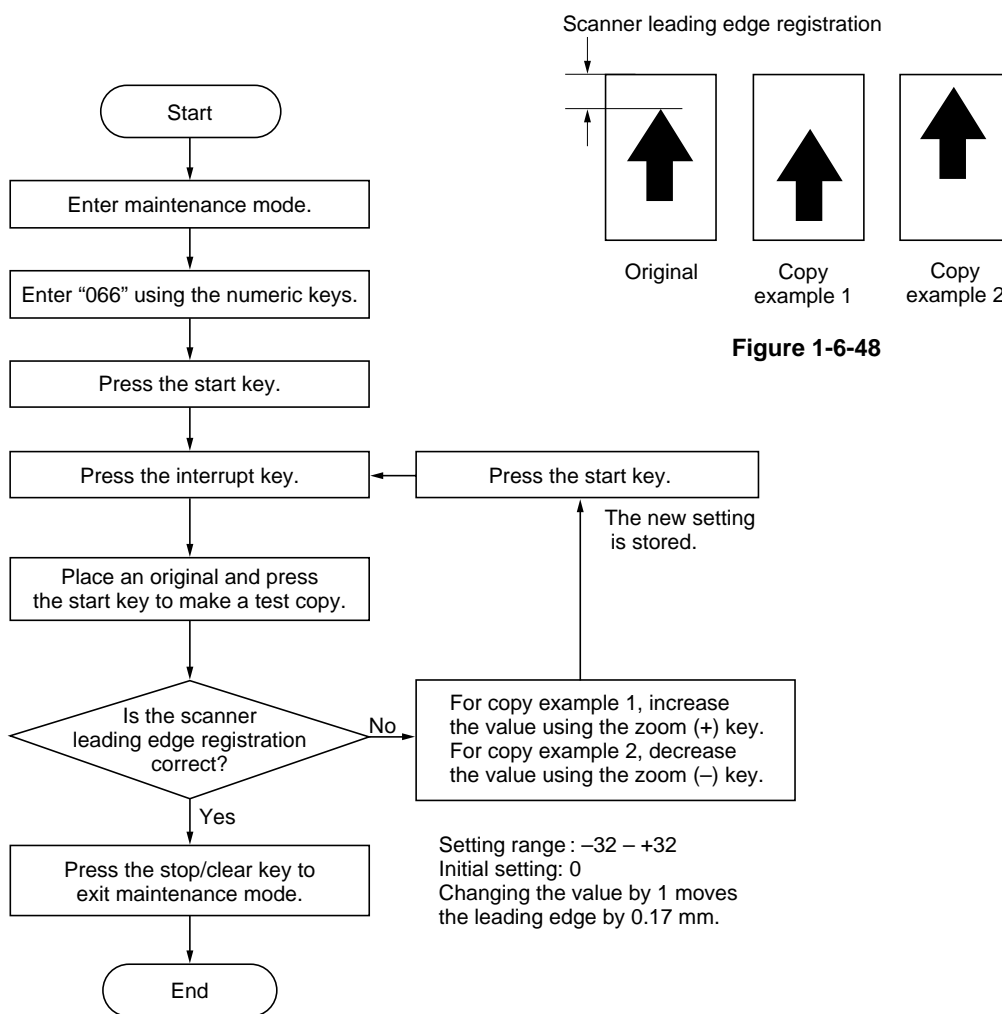 Scanner leading edge registration
Original
Copy
example 1
Copy
example 2
Figure 1-6-48
Start
Enter maintenance mode.
Enter “066” using the numeric keys.
Press the start key.
Press the interrupt key.
Press the start key.
The new setting
is stored.
Place an original and press
the start key to make a test copy.
Is the scanner
leading edge registration
correct?
No
For copy example 1, increase
the value using the zoom (+) key.
For copy example 2, decrease
the value using the zoom (–) key.
Yes
Setting range : –32 – +32
Initial setting: 0
Changing the value by 1 moves
the leading edge by 0.17 mm.
Press the stop/clear key to
exit maintenance mode.
End